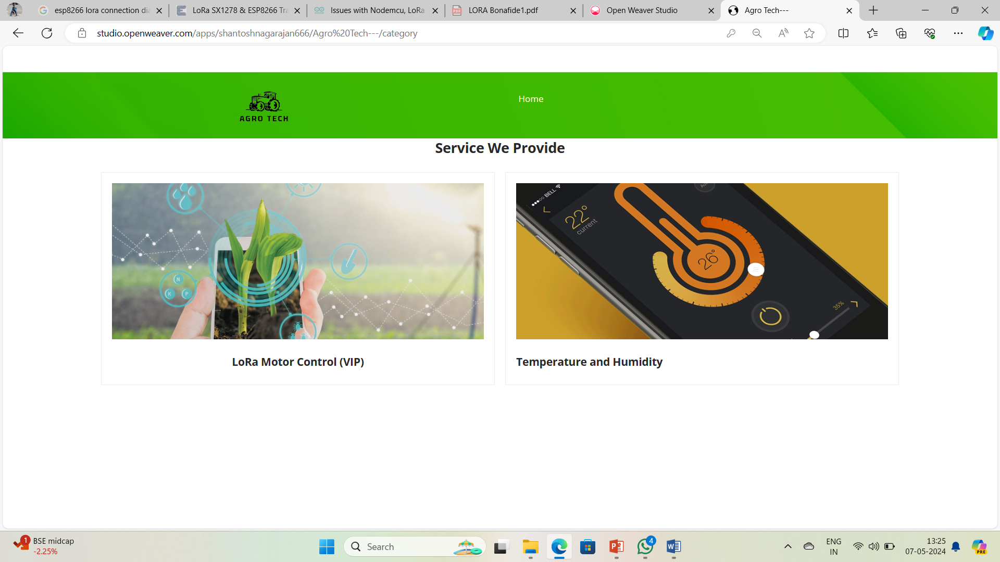 esp8266 lora connection dia
LoRa SX1278 & ESP8266 Tra
Issues with Nodemcu, LoRa
LORA Bonafide1.pdf
Open Weaver Studio
Agro Tech---
studio.openweaver.com/apps/shantoshnagarajan666/Agro%20Tech---/category
AGRO TECH
Home
Service We Provide
N
K P
BELL
22°
current
26°
35%
LoRa Motor Control (VIP)
Temperature and Humidity
1
BSE midcap
-2.25%
Search
4
ENG
IN
13:25
07-05-2024
PRE